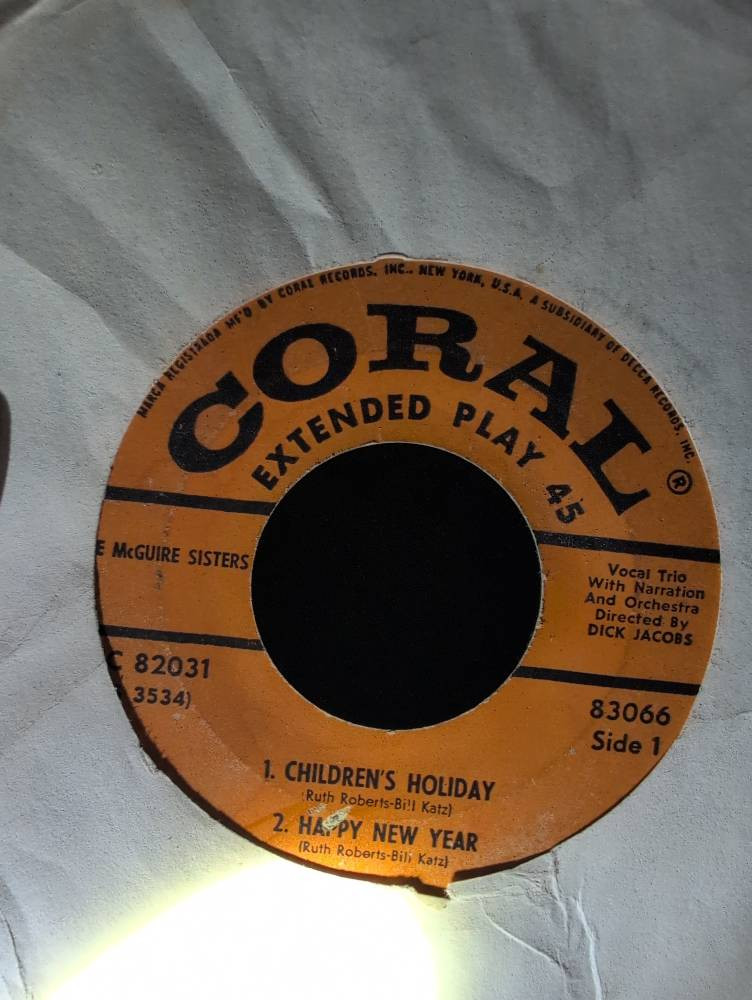 MARCA REGISTRADA MF'D BY CORAL RECORDS, INC., NEW YORK, U.S.A. A SUBSIDIARY OF DECCA RECORDS, INC.
CORAL ®
EXTENDED PLAY 45
E McGUIRE SISTERS
Vocal Trio
With Narration
And Orchestra
Directed By
DICK JACOBS
C 82031
3534)
83066
Side 1
1. CHILDREN'S HOLIDAY
(Ruth Roberts-Bill Katz)
2. HAPPY NEW YEAR
(Ruth Roberts-Bill Katz)